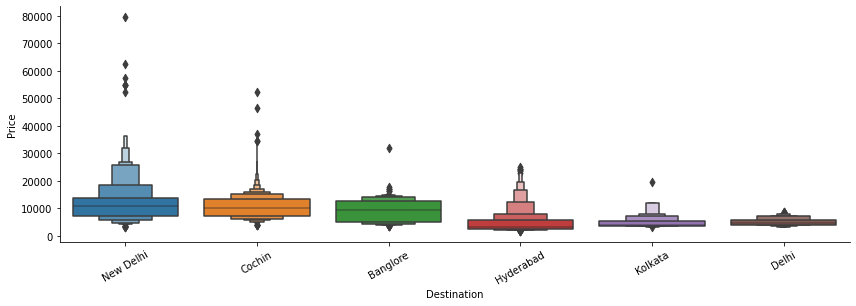 80000
70000
60000
50000
40000
30000
20000
10000
0
Price
New Delhi
Cochin
Banglore
Hyderabad
Kolkata
Delhi
Destination